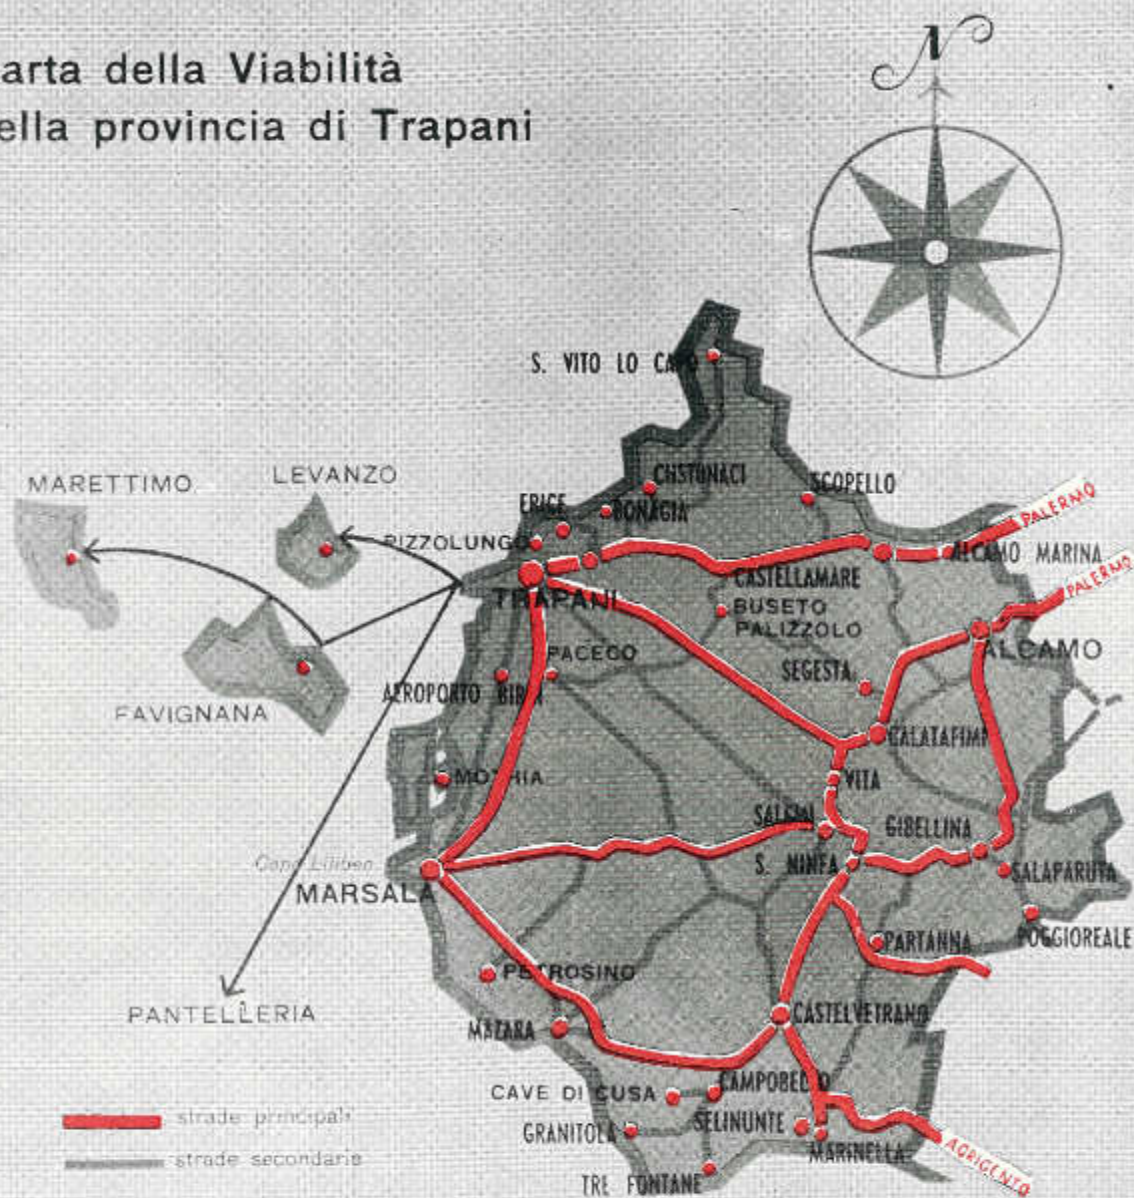 arta della Viabilità
ella provincia di Trapani
N
S. VITO LO CAPO
MARETTIMO
LEVANZO
CUSTONACI
SCOPELLO
ERICE
BONAGIA
PALERMO
PIZZOLUNGO
ALCAMO MARINA
CASTELLAMARE
PALERMO
TRAPANI
BUSETO
PALIZZOLO
ALCAMO
PACECO
SEGESTA
AEROPORTO BIRGI
FAVIGNANA
CALATAFIMI
MOTHIA
VITA
SALEMI
GIBELLINA
Capo Lilibeo
S. NINFA
SALAPARUTA
MARSALA
PARTANNA
POGGIOREALE
PETROSINO
PANTELLERIA
CASTELVETRANO
MAZARA
CAMPOBELLO
CAVE DI CUSA
strade principali
SELINUNTE
GRANITOLA
MARINELLA
AGRIGENTO
strade secondarie
TRE FONTANE